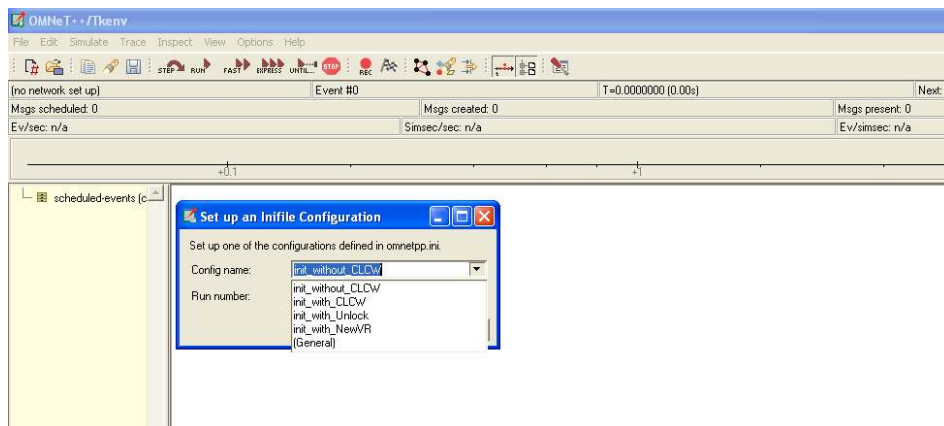 OMNeT++/Tkenv
File Edit Simulate Trace Inspect View Options Help
STEP RUN FAST EXPRESS UNTIL... STOP REC
(no network set up) Event #0 T=0.0000000 (0.00s) Next:
Msgs scheduled: 0 Msgs created: 0 Msgs present: 0
Ev/sec: n/a Simsec/sec: n/a Ev/simsec: n/a
+0.1 +1
scheduled-events (c
Set up an Inifile Configuration
Set up one of the configurations defined in omnetpp.ini.
Config name: init_without_CLCW
Run number:
init_without_CLCW
init_with_CLCW
init_with_Unlock
init_with_NewVR
(General)